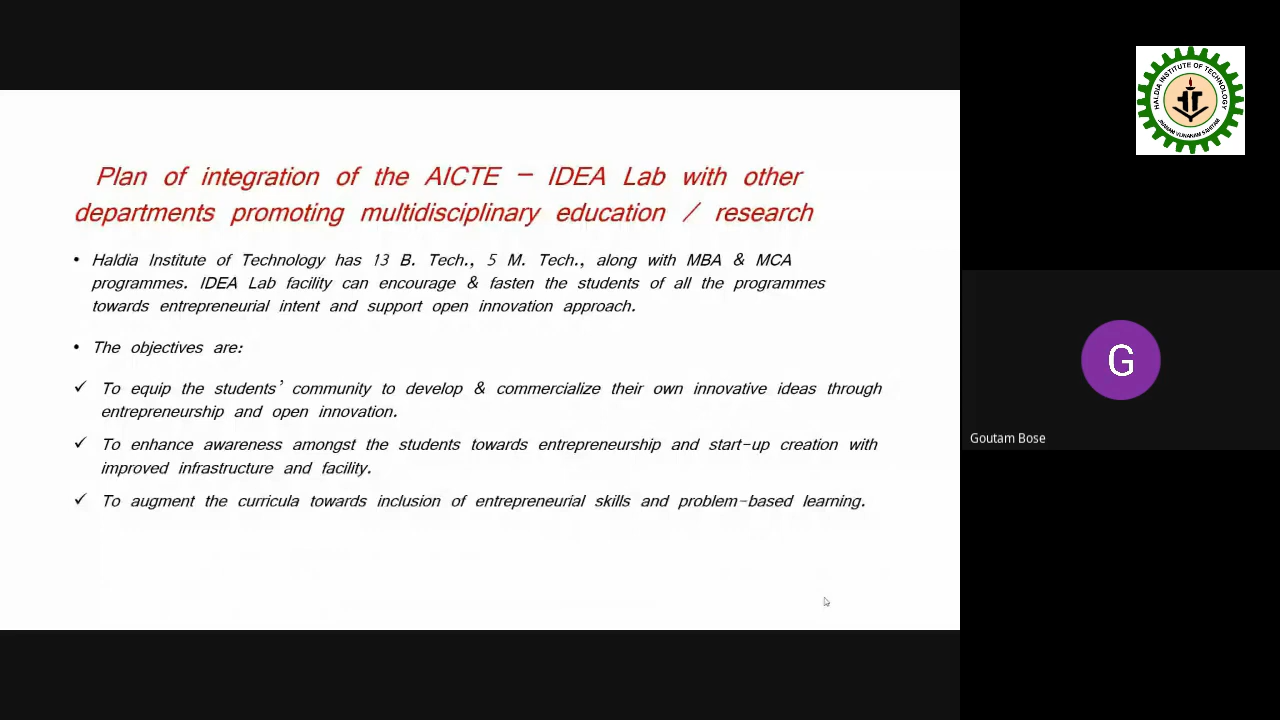 Plan of integration of the AICTE – IDEA Lab with other
departments promoting multidisciplinary education / research
• Haldia Institute of Technology has 13 B. Tech., 5 M. Tech., along with MBA & MCA
programmes. IDEA Lab facility can encourage & fasten the students of all the programmes
towards entrepreneurial intent and support open innovation approach.
• The objectives are:
✓ To equip the students' community to develop & commercialize their own innovative ideas through
entrepreneurship and open innovation.
✓ To enhance awareness amongst the students towards entrepreneurship and start-up creation with
improved infrastructure and facility.
✓ To augment the curricula towards inclusion of entrepreneurial skills and problem-based learning.
HALDIA INSTITUTE OF TECHNOLOGY
G
Goutam Bose